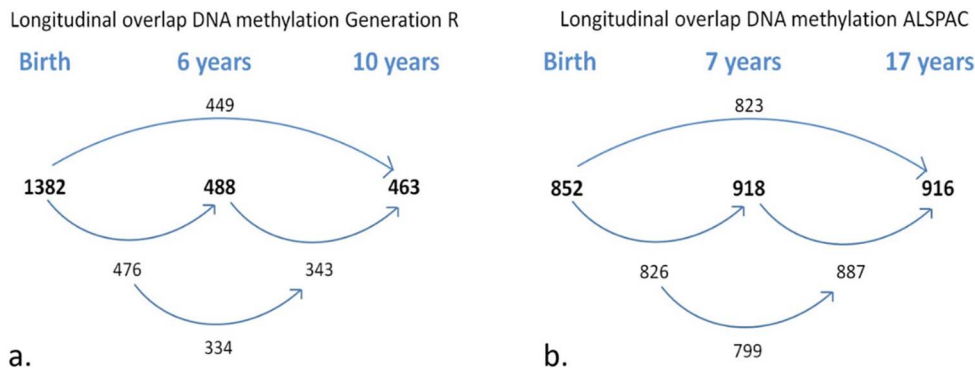 Longitudinal overlap DNA methylation Generation R
Birth 6 years 10 years
449
1382 488 463
476 343
334
a.
Longitudinal overlap DNA methylation ALSPAC
Birth 7 years 17 years
823
852 918 916
826 887
799
b.